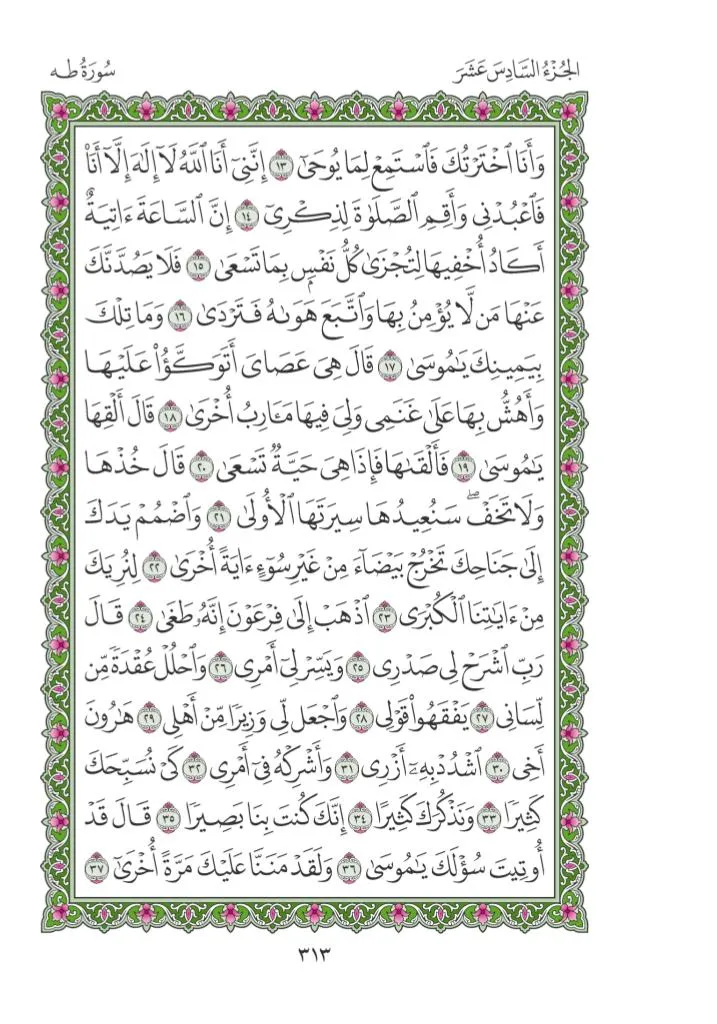 الجُزْءُ السَّادِسَ عَشَرَ
سُورَةُ طه
وَأَنَا ٱخْتَرْتُكَ فَٱسْتَمِعْ لِمَا يُوحَىٰٓ ١٣ إِنَّنِىٓ أَنَا ٱللَّهُ لَآ إِلَٰهَ إِلَّآ أَنَا۠
فَٱعْبُدْنِى وَأَقِمِ ٱلصَّلَوٰةَ لِذِكْرِىٓ ١٤ إِنَّ ٱلسَّاعَةَ ءَاتِيَةٌ
أَكَادُ أُخْفِيهَا لِتُجْزَىٰ كُلُّ نَفْسٍۭ بِمَا تَسْعَىٰ ١٥ فَلَا يَصُدَّنَّكَ
عَنْهَا مَن لَّا يُؤْمِنُ بِهَا وَٱتَّبَعَ هَوَىٰهُ فَتَرْدَىٰ ١٦ وَمَا تِلْكَ
بِيَمِينِكَ يَٰمُوسَىٰ ١٧ قَالَ هِىَ عَصَاىَ أَتَوَكَّؤُا۟ عَلَيْهَا
وَأَهُشُّ بِهَا عَلَىٰ غَنَمِى وَلِىَ فِيهَا مَـَٔارِبُ أُخْرَىٰ ١٨ قَالَ أَلْقِهَا
يَٰمُوسَىٰ ١٩ فَأَلْقَىٰهَا فَإِذَا هِىَ حَيَّةٌ تَسْعَىٰ ٢٠ قَالَ خُذْهَا
وَلَا تَخَفْ ۖ سَنُعِيدُهَا سِيرَتَهَا ٱلْأُولَىٰ ٢١ وَٱضْمُمْ يَدَكَ
إِلَىٰ جَنَاحِكَ تَخْرُجْ بَيْضَآءَ مِنْ غَيْرِ سُوٓءٍ ءَايَةً أُخْرَىٰ ٢٢ لِنُرِيَكَ
مِنْ ءَايَٰتِنَا ٱلْكُبْرَى ٢٣ ٱذْهَبْ إِلَىٰ فِرْعَوْنَ إِنَّهُۥ طَغَىٰ ٢٤ قَالَ
رَبِّ ٱشْرَحْ لِى صَدْرِى ٢٥ وَيَسِّرْ لِىٓ أَمْرِى ٢٦ وَٱحْلُلْ عُقْدَةً مِّن
لِّسَانِى ٢٧ يَفْقَهُوا۟ قَوْلِى ٢٨ وَٱجْعَل لِّى وَزِيرًا مِّنْ أَهْلِى ٢٩ هَٰرُونَ
أَخِى ٣٠ ٱشْدُدْ بِهِۦٓ أَزْرِى ٣١ وَأَشْرِكْهُ فِىٓ أَمْرِى ٣٢ كَىْ نُسَبِّحَكَ
كَثِيرًا ٣٣ وَنَذْكُرَكَ كَثِيرًا ٣٤ إِنَّكَ كُنتَ بِنَا بَصِيرًا ٣٥ قَالَ قَدْ
أُوتِيتَ سُؤْلَكَ يَٰمُوسَىٰ ٣٦ وَلَقَدْ مَنَنَّا عَلَيْكَ مَرَّةً أُخْرَىٰٓ ٣٧
٣١٣